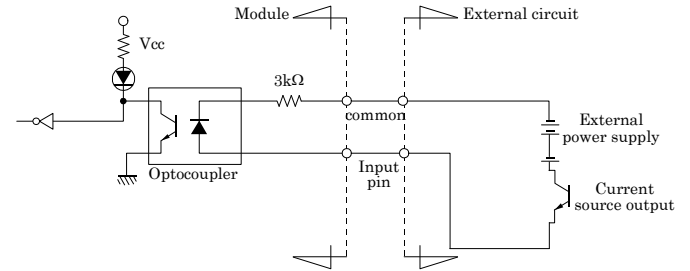 Module
External circuit
Vcc
3kΩ
common
External
power supply
Input
pin
Optocoupler
Current
source output